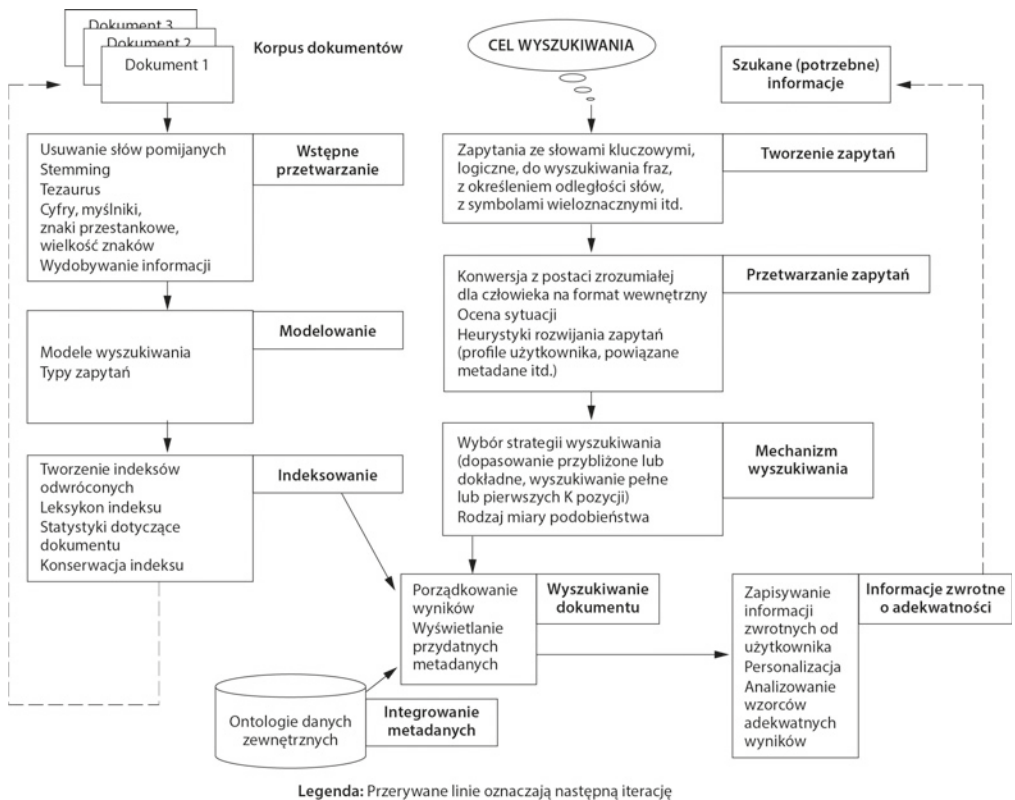 Dokument 3
Dokument 2
Dokument 1
Korpus dokumentów
Usuwanie słów pomijanych
Stemming
Tezaurus
Cyfry, myślniki,
znaki przestankowe,
wielkość znaków
Wydobywanie informacji
Wstępne
przetwarzanie
Modele wyszukiwania
Typy zapytań
Modelowanie
Tworzenie indeksów
odwróconych
Leksykon indeksu
Statystyki dotyczące
dokumentu
Konserwacja indeksu
Indeksowanie
CEL WYSZUKIWANIA
Szukane (potrzebne)
informacje
Zapytania ze słowami kluczowymi,
logiczne, do wyszukiwania fraz,
z określeniem odległości słów,
z symbolami wieloznacznymi itd.
Tworzenie zapytań
Konwersja z postaci zrozumiałej
dla człowieka na format wewnętrzny
Ocena sytuacji
Heurystyki rozwijania zapytań
(profile użytkownika, powiązane
metadane itd.)
Przetwarzanie zapytań
Wybór strategii wyszukiwania
(dopasowanie przybliżone lub
dokładne, wyszukiwanie pełne
lub pierwszych K pozycji)
Rodzaj miary podobieństwa
Mechanizm
wyszukiwania
Porządkowanie
wyników
Wyświetlanie
przydatnych
metadanych
Wyszukiwanie
dokumentu
Ontologie danych
zewnętrznych
Integrowanie
metadanych
Zapisywanie
informacji
zwrotnych od
użytkownika
Personalizacja
Analizowanie
wzorców
adekwatnych
wyników
Informacje zwrotne
o adekwatności
Legenda: Przerywane linie oznaczają następną iterację